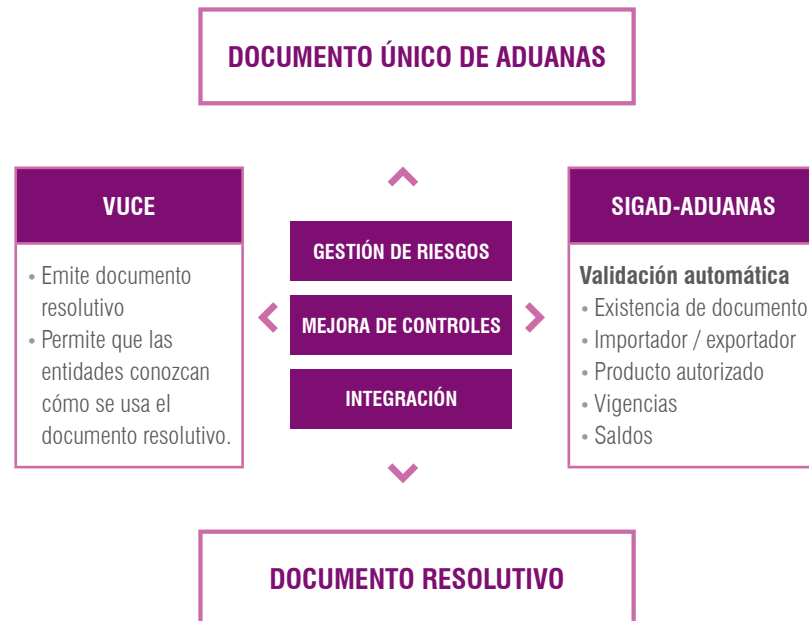 DOCUMENTO ÚNICO DE ADUANAS
VUCE
• Emite documento
resolutivo
• Permite que las
entidades conozcan
cómo se usa el
documento resolutivo.
GESTIÓN DE RIESGOS
MEJORA DE CONTROLES
INTEGRACIÓN
SIGAD-ADUANAS
Validación automática
• Existencia de documento
• Importador / exportador
• Producto autorizado
• Vigencias
• Saldos
DOCUMENTO RESOLUTIVO